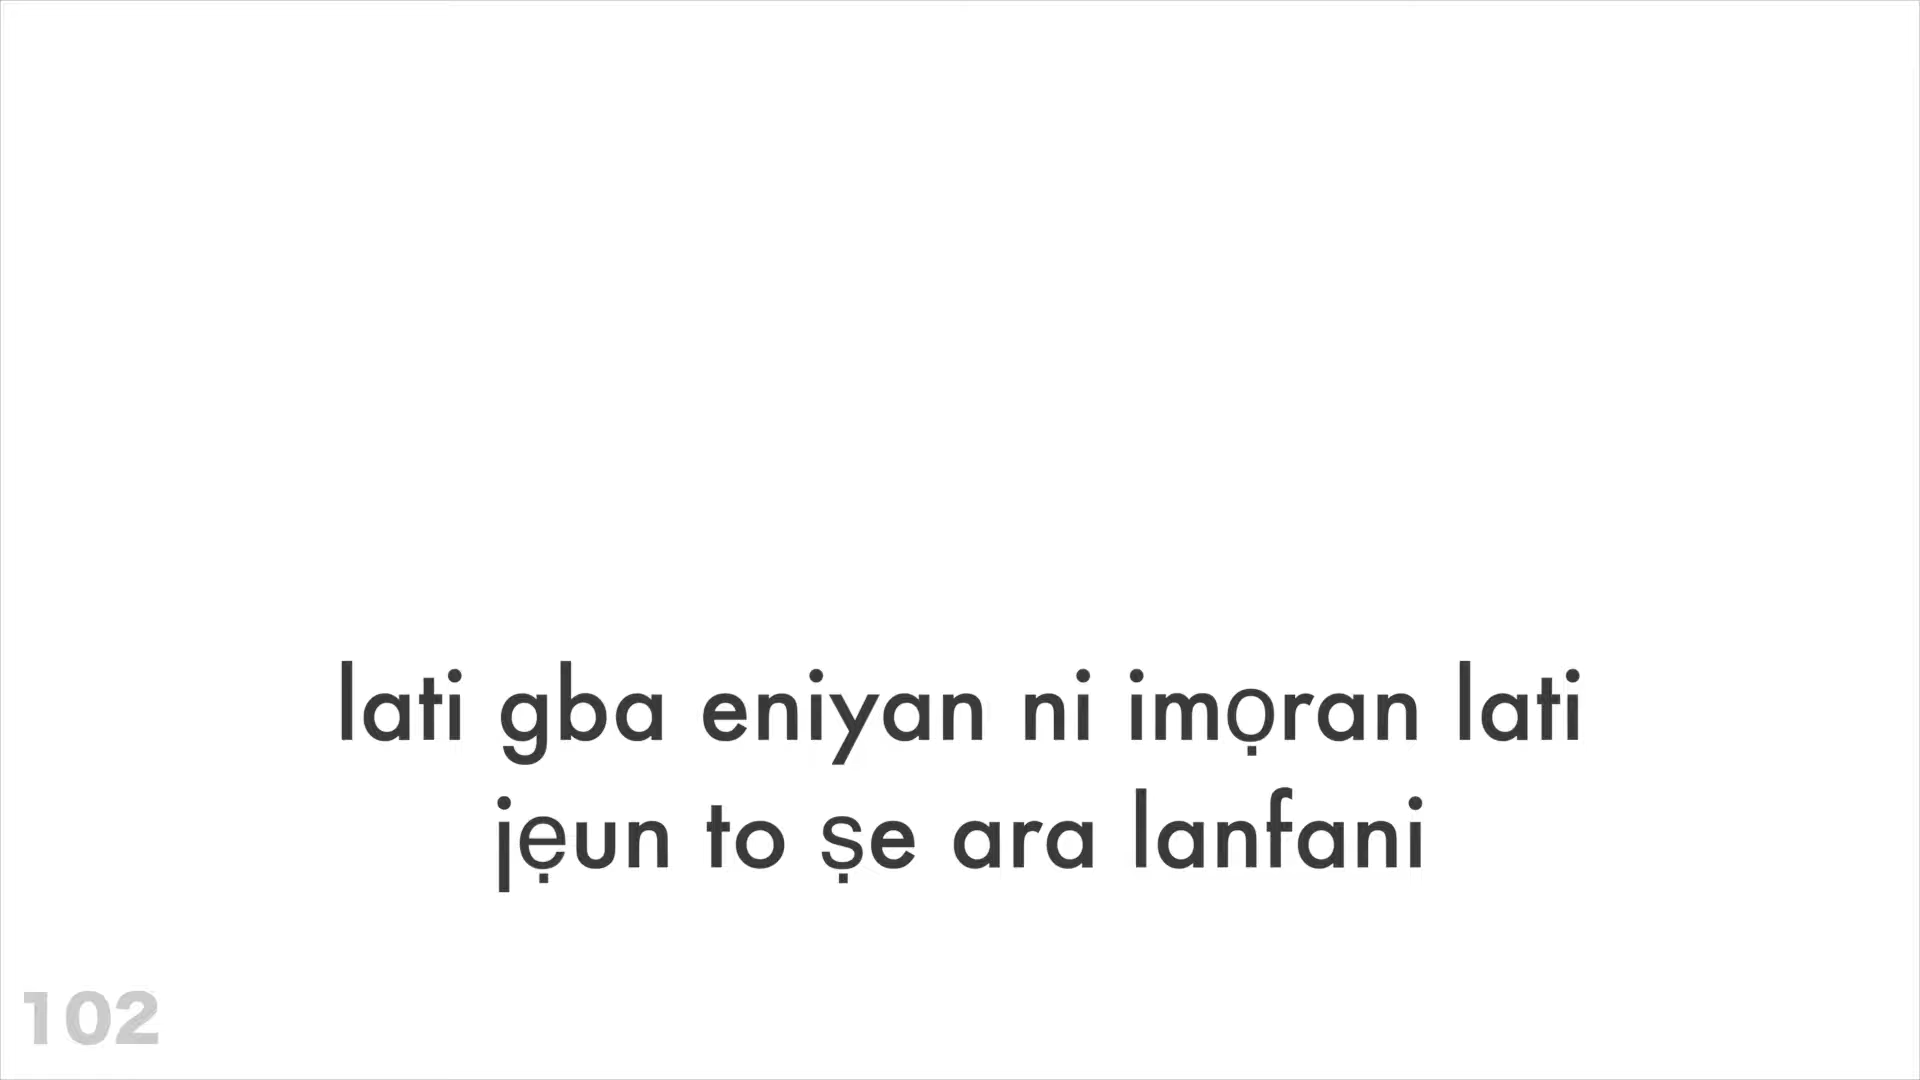 lati gba eniyan ni imọran lati
jẹun to ṣe ara lanfani
102